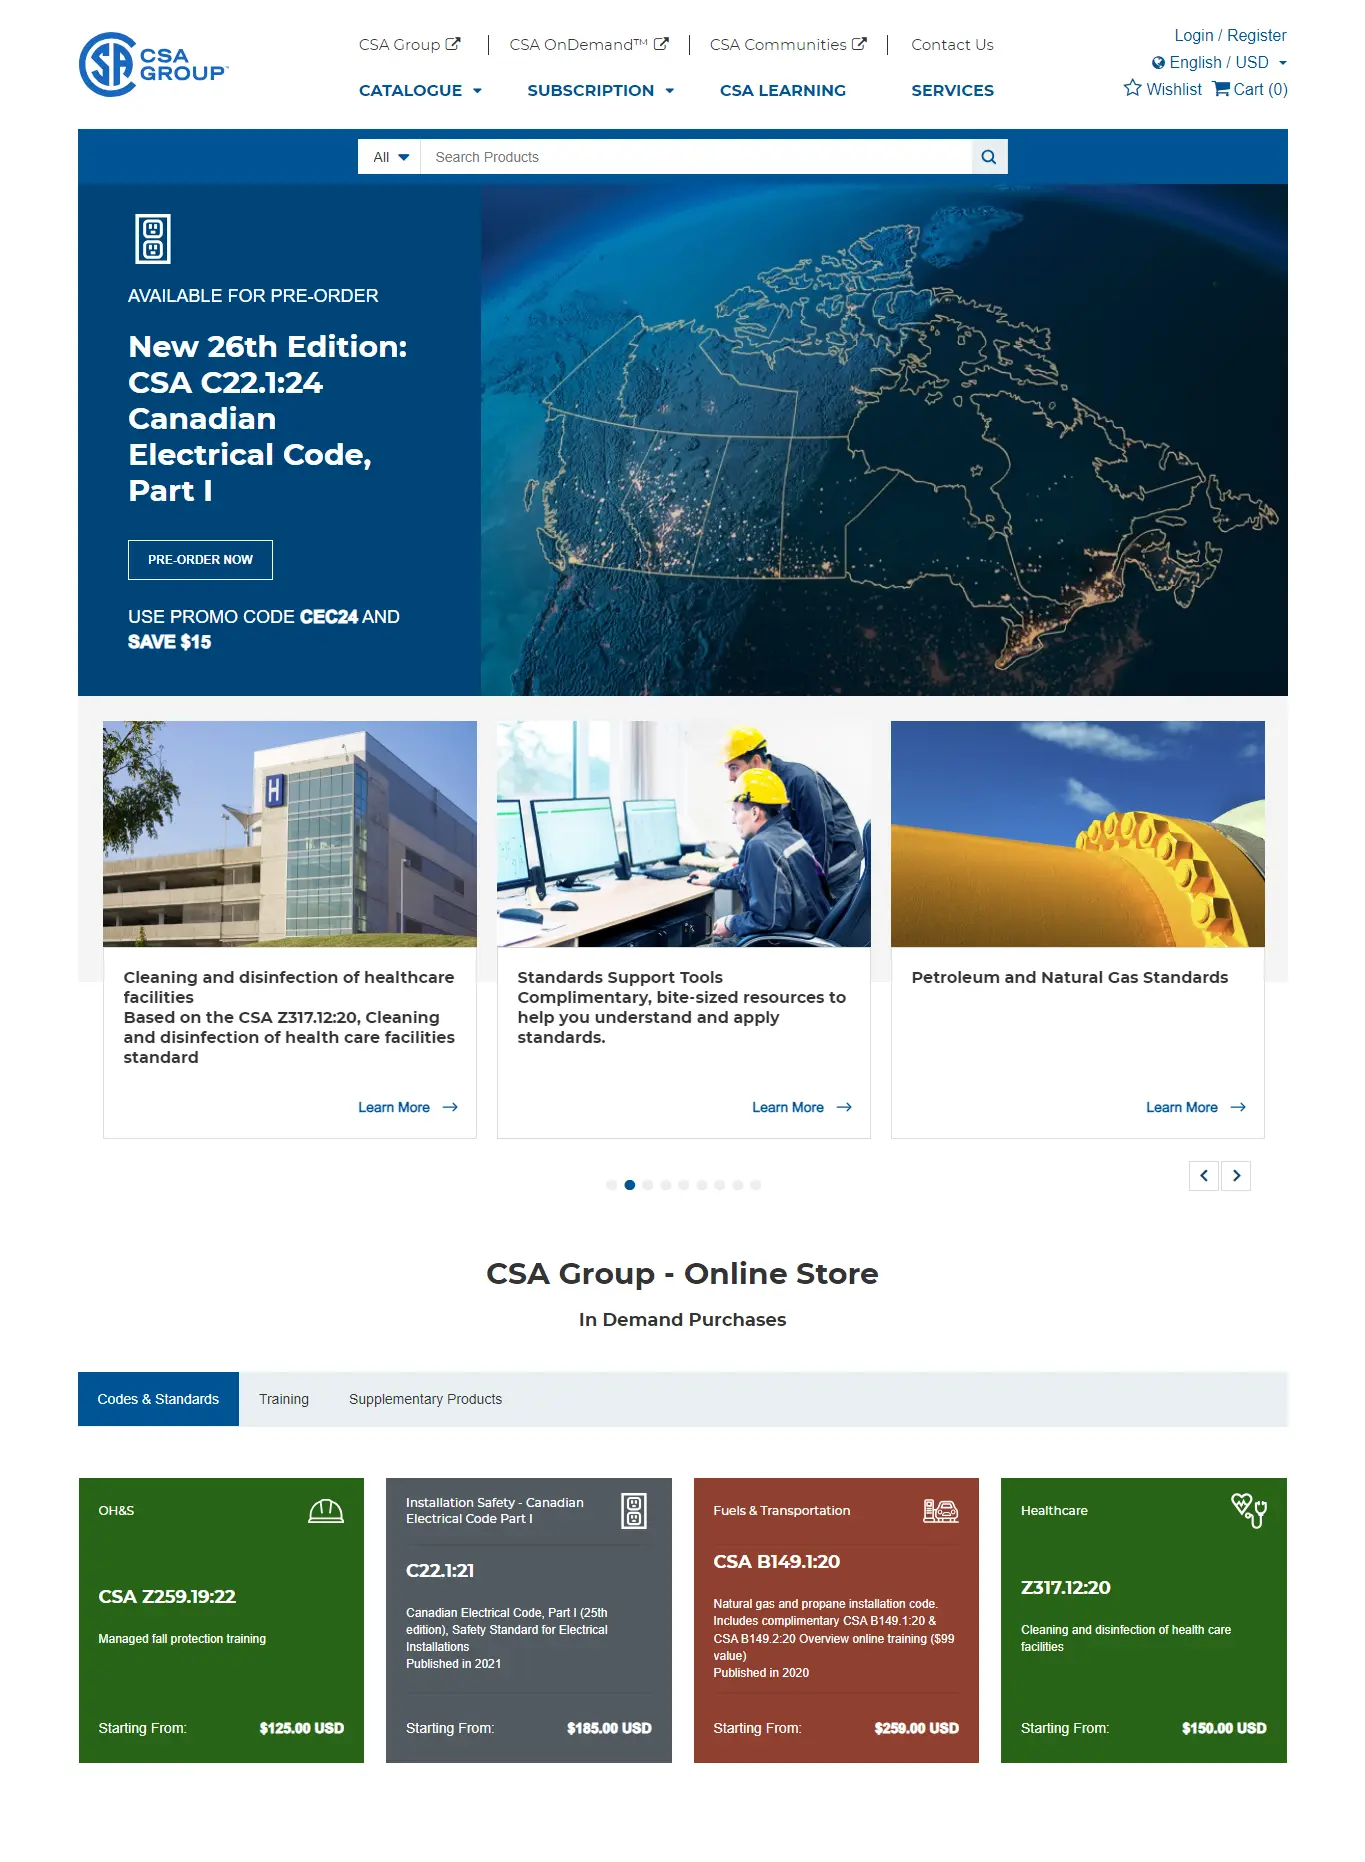 CSA
GROUP™
CSA Group
CSA OnDemand™
CSA Communities
Contact Us
Login / Register
English / USD
Wishlist
Cart (0)
CATALOGUE
SUBSCRIPTION
CSA LEARNING
SERVICES
All
Search Products
AVAILABLE FOR PRE-ORDER
New 26th Edition:
CSA C22.1:24
Canadian
Electrical Code,
Part I
PRE-ORDER NOW
USE PROMO CODE CEC24 AND
SAVE $15
H
Cleaning and disinfection of healthcare
facilities
Based on the CSA Z317.12:20, Cleaning
and disinfection of health care facilities
standard
Learn More
Standards Support Tools
Complimentary, bite-sized resources to
help you understand and apply
standards.
Learn More
Petroleum and Natural Gas Standards
Learn More
CSA Group - Online Store
In Demand Purchases
Codes & Standards
Training
Supplementary Products
OH&S
CSA Z259.19:22
Managed fall protection training
Starting From:
$125.00 USD
Installation Safety - Canadian
Electrical Code Part I
C22.1:21
Canadian Electrical Code, Part I (25th
edition), Safety Standard for Electrical
Installations
Published in 2021
Starting From:
$185.00 USD
Fuels & Transportation
CSA B149.1:20
Natural gas and propane installation code.
Includes complimentary CSA B149.1:20 &
CSA B149.2:20 Overview online training ($99
value)
Published in 2020
Starting From:
$259.00 USD
Healthcare
Z317.12:20
Cleaning and disinfection of health care
facilities
Starting From:
$150.00 USD